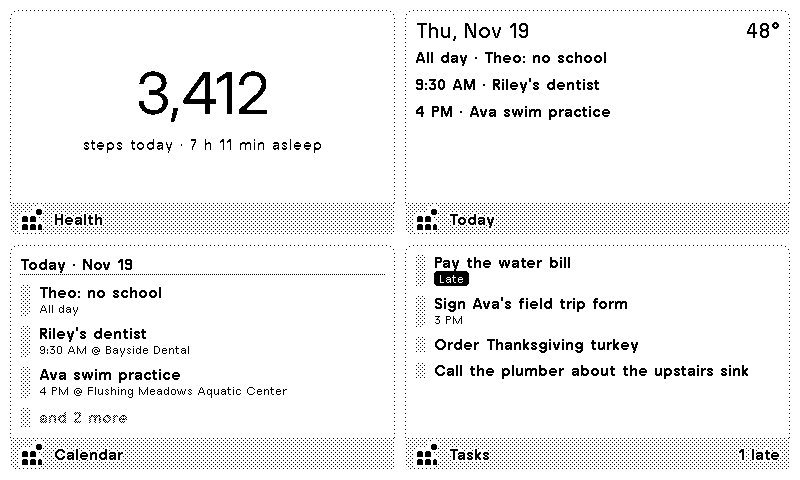 3,412
steps today · 7 h 11 min asleep
Health
Thu, Nov 19 48°
All day · Theo: no school
9:30 AM · Riley's dentist
4 PM · Ava swim practice
Today
Today · Nov 19
Theo: no school
All day
Riley's dentist
9:30 AM @ Bayside Dental
Ava swim practice
4 PM @ Flushing Meadows Aquatic Center
and 2 more
Calendar
Pay the water bill
Late
Sign Ava's field trip form
3 PM
Order Thanksgiving turkey
Call the plumber about the upstairs sink
Tasks 1 late